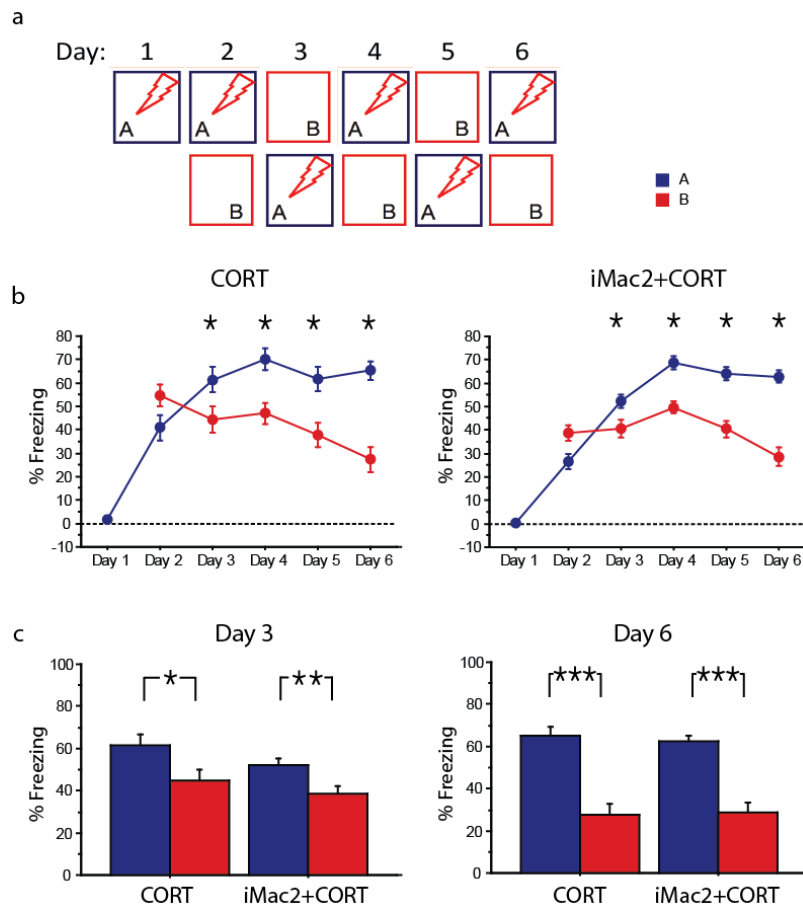 a
Day: 1 2 3 4 5 6
A A B A B A
B A B A B
A
B
b
CORT
% Freezing
80
70
60
50
40
30
20
10
0
-10
* * * *
Day 1 Day 2 Day 3 Day 4 Day 5 Day 6
iMac2+CORT
% Freezing
80
70
60
50
40
30
20
10
0
-10
* * * *
Day 1 Day 2 Day 3 Day 4 Day 5 Day 6
c
Day 3
% Freezing
100
80
60
40
20
0
* **
CORT iMac2+CORT
Day 6
% Freezing
100
80
60
40
20
0
*** ***
CORT iMac2+CORT